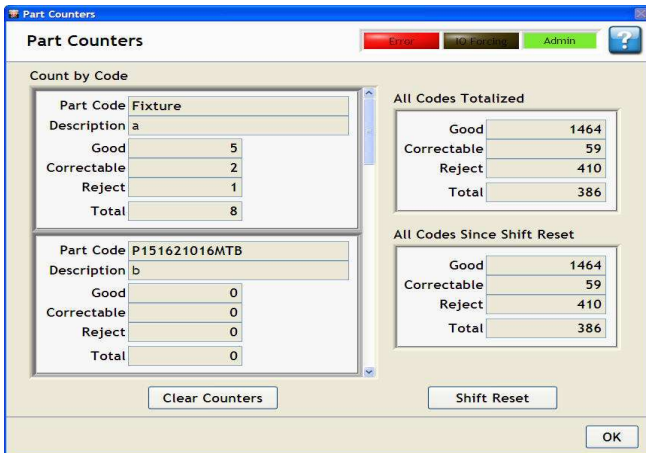 Part Counters
Part Counters
Error
IO Forcing
Admin
?
Count by Code
Part Code Fixture
Description a
Good 5
Correctable 2
Reject 1
Total 8
Part Code P151621016MTB
Description b
Good 0
Correctable 0
Reject 0
Total 0
All Codes Totalized
Good 1464
Correctable 59
Reject 410
Total 386
All Codes Since Shift Reset
Good 1464
Correctable 59
Reject 410
Total 386
Clear Counters
Shift Reset
OK